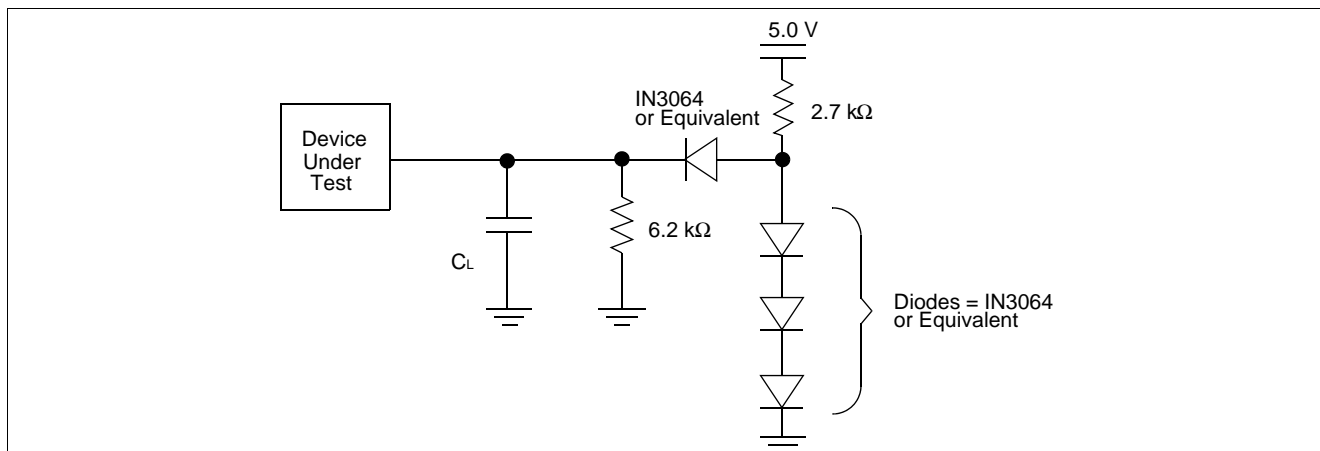 5.0 V
IN3064
or Equivalent
2.7 kΩ
Device
Under
Test
6.2 kΩ
CL
Diodes = IN3064
or Equivalent